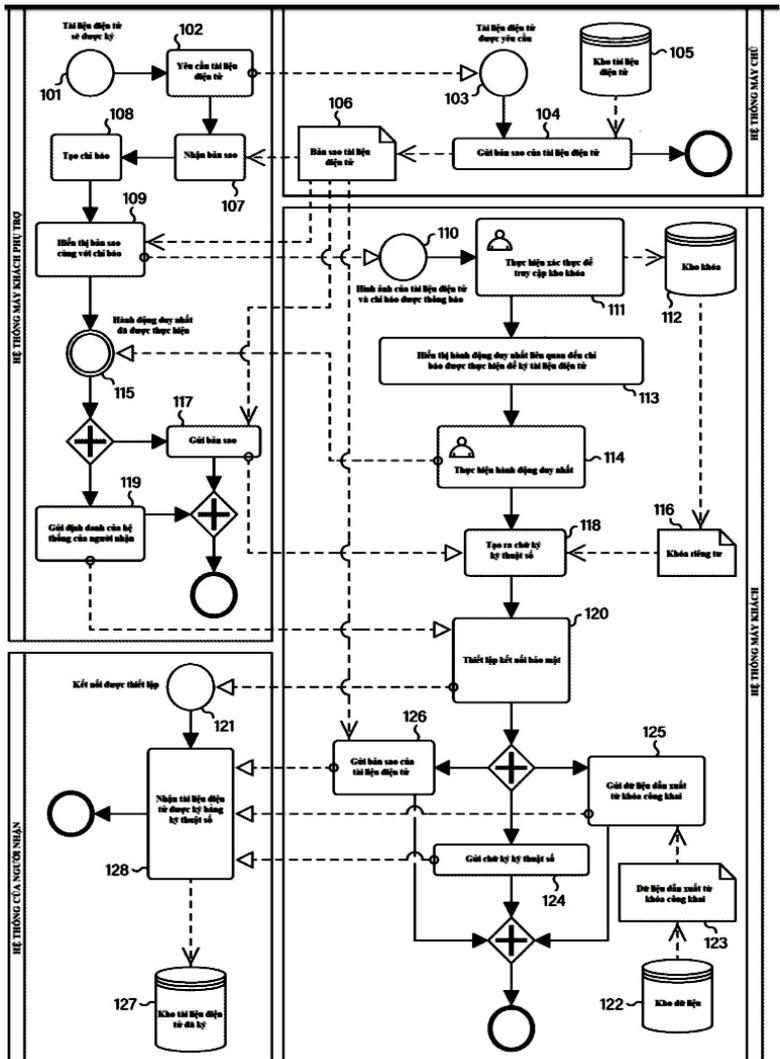 HỆ THỐNG MÁY KHÁCH PHỤ TRỢ
Tài liệu điện tử
sẽ được ký
101
102
Yêu cầu tài liệu
điện tử
108
Tạo chỉ báo
Nhận bản sao
107
109
Hiển thị bản sao
cùng với chỉ báo
Hành động duy nhất
đã được thực hiện
115
117
Gửi bản sao
119
Gửi định danh của hệ
thống của người nhận
HỆ THỐNG MÁY CHỦ
Tài liệu điện tử
được yêu cầu
103
Kho tài liệu
điện tử
105
106
Bản sao tài liệu
điện tử
104
Gửi bản sao của tài liệu điện tử
HỆ THỐNG MÁY KHÁCH
110
Hình ảnh của tài liệu điện tử
và chỉ báo được thông báo
Thực hiện xác thực để
truy cập kho khóa
111
Kho khóa
112
Hiển thị hành động duy nhất liên quan đến chỉ
báo được thực hiện để ký tài liệu điện tử
113
Thực hiện hành động duy nhất
114
116
Khóa riêng tư
118
Tạo ra chữ ký
kỹ thuật số
120
Thiết lập kết nối bảo mật
126
Gửi bản sao của
tài liệu điện tử
125
Gửi dữ liệu dẫn xuất
từ khóa công khai
Gửi chữ ký kỹ thuật số
124
Dữ liệu dẫn xuất từ
khóa công khai
123
122
Kho dữ liệu
HỆ THỐNG CỦA NGƯỜI NHẬN
Kết nối được thiết lập
121
Nhận tài liệu điện
tử được ký bằng
kỹ thuật số
128
127
Kho tài liệu điện
tử đã ký